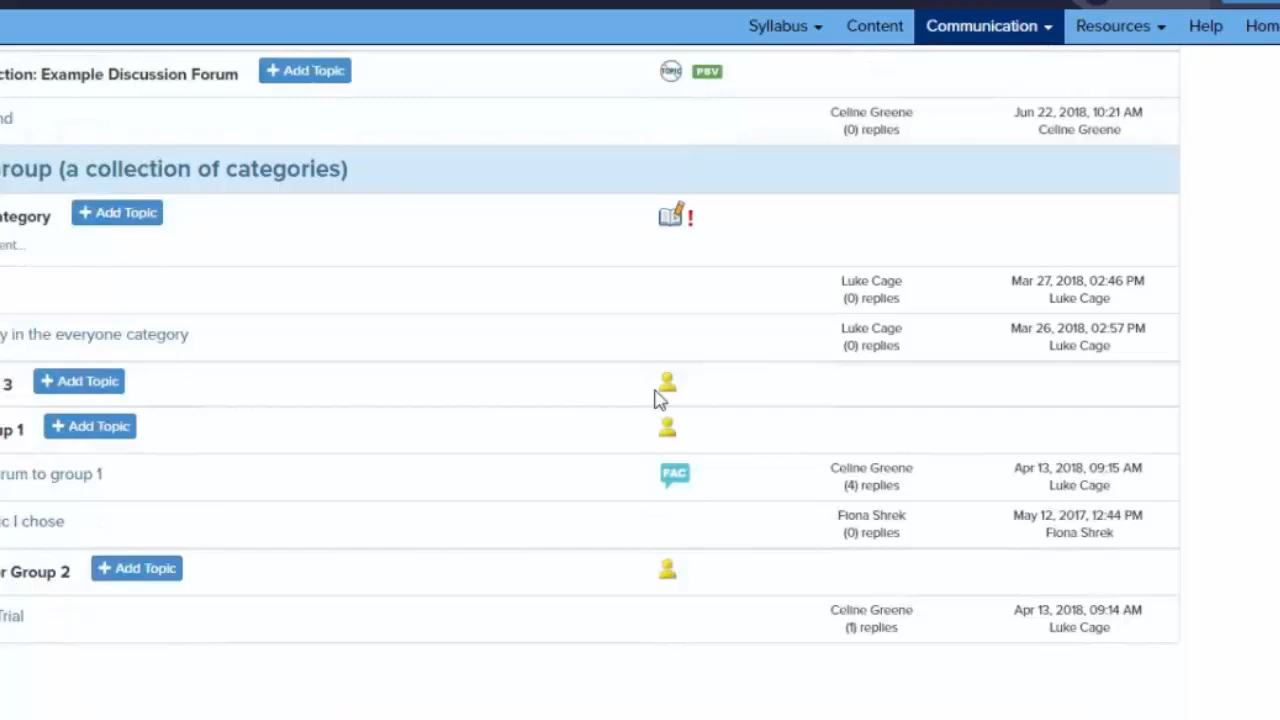 Syllabus Content Communication Resources Help Hom
ction: Example Discussion Forum + Add Topic TOPIC PBV
nd Celine Greene Jun 22, 2018, 10:21 AM
(0) replies Celine Greene
roup (a collection of categories)
ategory + Add Topic !
ent...
Luke Cage Mar 27, 2018, 02:46 PM
(0) replies Luke Cage
y in the everyone category Luke Cage Mar 26, 2018, 02:57 PM
(0) replies Luke Cage
3 + Add Topic
up 1 + Add Topic
rum to group 1 FAC Celine Greene Apr 13, 2018, 09:15 AM
(4) replies Luke Cage
ic I chose Fiona Shrek May 12, 2017, 12:44 PM
(0) replies Fiona Shrek
r Group 2 + Add Topic
Trial Celine Greene Apr 13, 2018, 09:14 AM
(1) replies Luke Cage